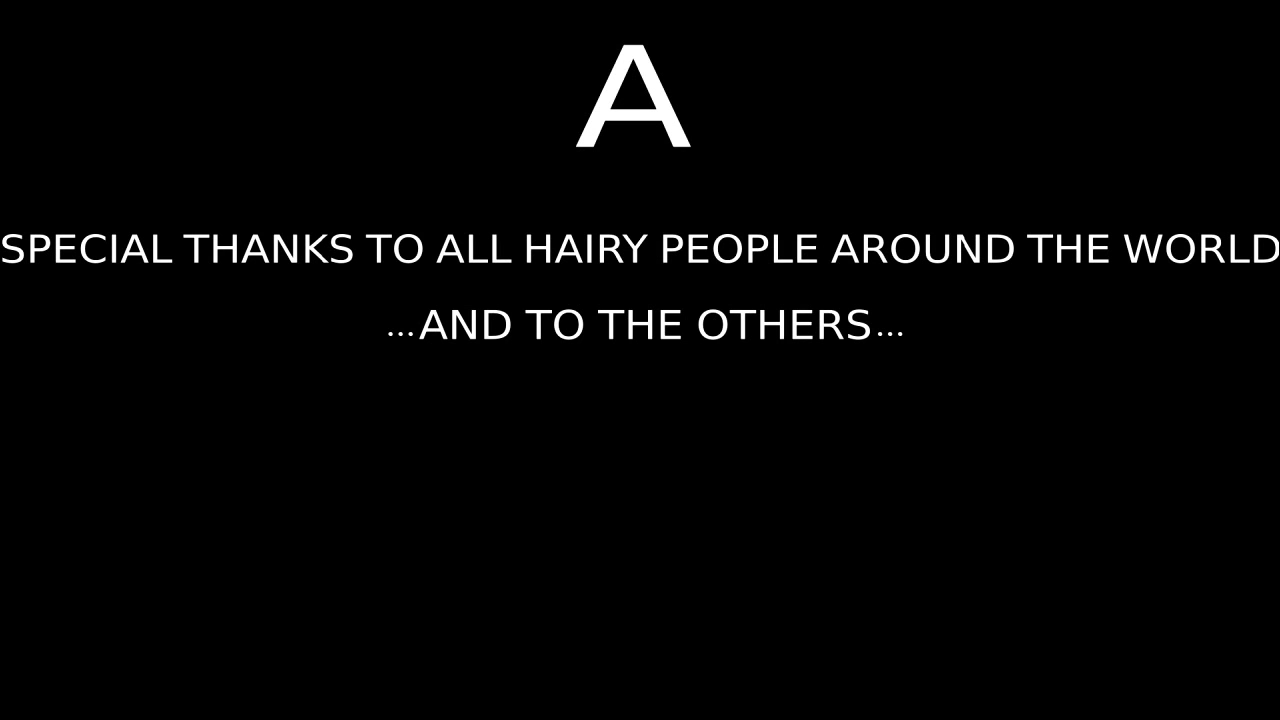 A
SPECIAL THANKS TO ALL HAIRY PEOPLE AROUND THE WORLD
...AND TO THE OTHERS...